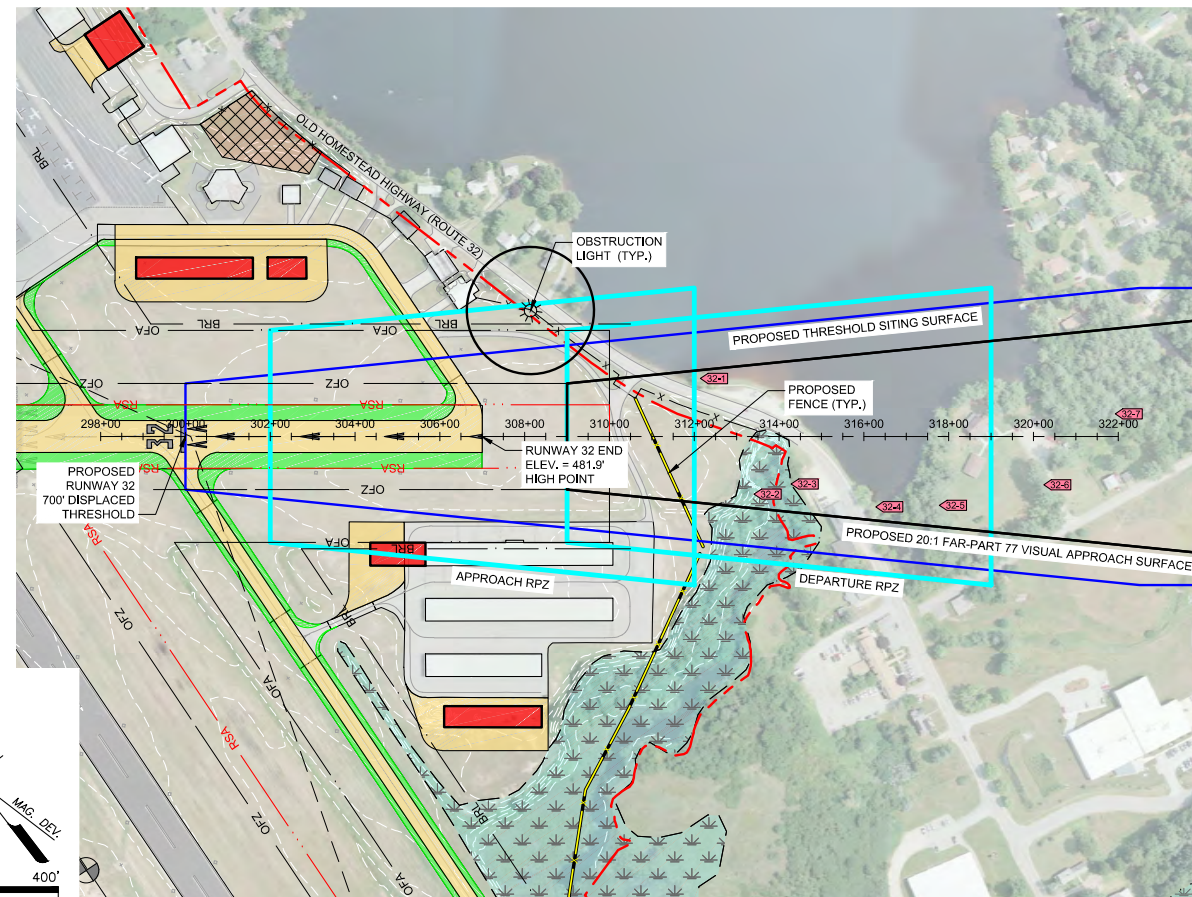 BRL
OLD HOMESTEAD HIGHWAY (ROUTE 32)
OBSTRUCTION
LIGHT (TYP.)
OFA
BRL
OFA
BRL
PROPOSED THRESHOLD SITING SURFACE
OFZ
OFZ
32-1
PROPOSED
FENCE (TYP.)
RSA
RSA
RSA
32-7
298+00
300+00
302+00
304+00
306+00
308+00
310+00
312+00
314+00
316+00
318+00
320+00
322+00
32
RUNWAY 32 END
ELEV. = 481.9'
HIGH POINT
PROPOSED
RUNWAY 32
700' DISPLACED
THRESHOLD
RSA
RSA
OFZ
32-2
32-3
32-4
32-5
32-6
PROPOSED 20:1 FAR-PART 77 VISUAL APPROACH SURFACE
RSA
OFA
OFA
BRL
APPROACH RPZ
DEPARTURE RPZ
OFZ
BRL
OFA
OFA
RSA
OFZ
BRL
OFA
MAG. DEV.
400'